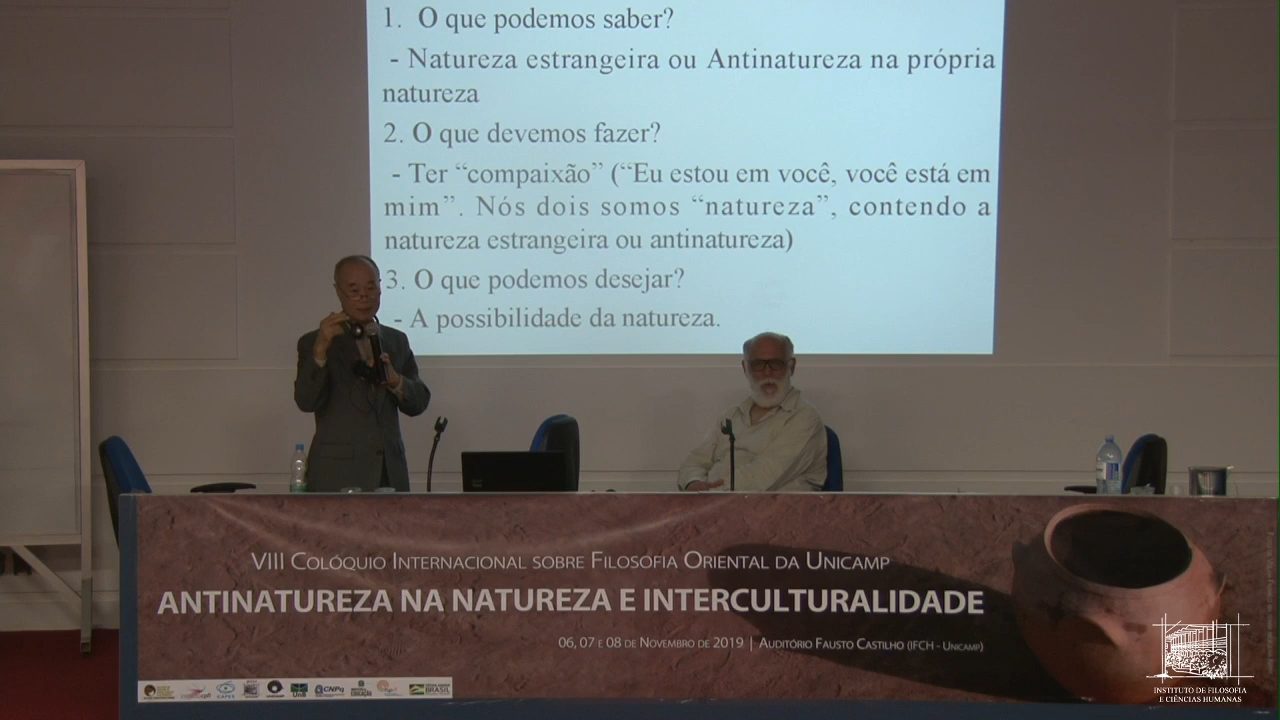 1. O que podemos saber?
- Natureza estrangeira ou Antinatureza na própria
natureza
2. O que devemos fazer?
- Ter “compaixão” (“Eu estou em você, você está em
mim”. Nós dois somos “natureza”, contendo a
natureza estrangeira ou antinatureza)
3. O que podemos desejar?
- A possibilidade da natureza.
VIII Colóquio Internacional sobre Filosofia Oriental da Unicamp
ANTINATUREZA NA NATUREZA E INTERCULTURALIDADE
06, 07 e 08 de Novembro de 2019 | Auditório Fausto Castilho (IFCH - Unicamp)
CAPES
UnB
CNPq
BRASIL
INSTITUTO DE FILOSOFIA
E CIÊNCIAS HUMANAS